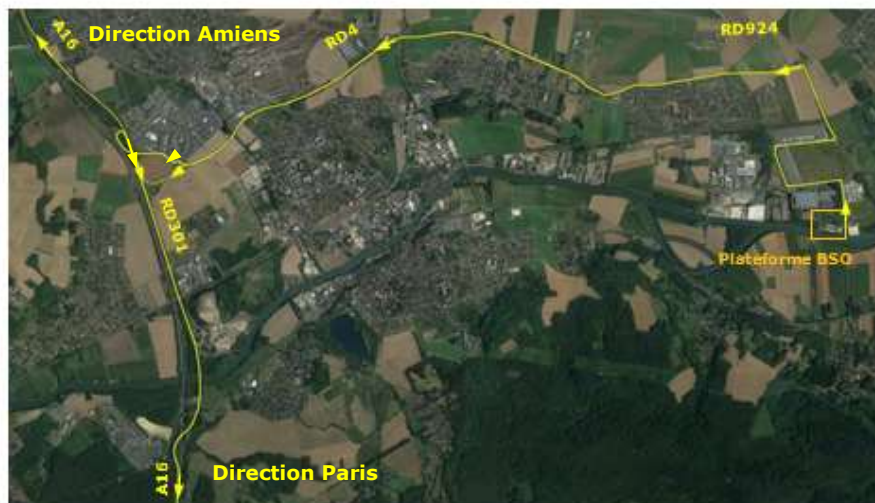 A16
Direction Amiens
RD4
RD924
RD301
Plateforme BSO
Direction Paris
A16